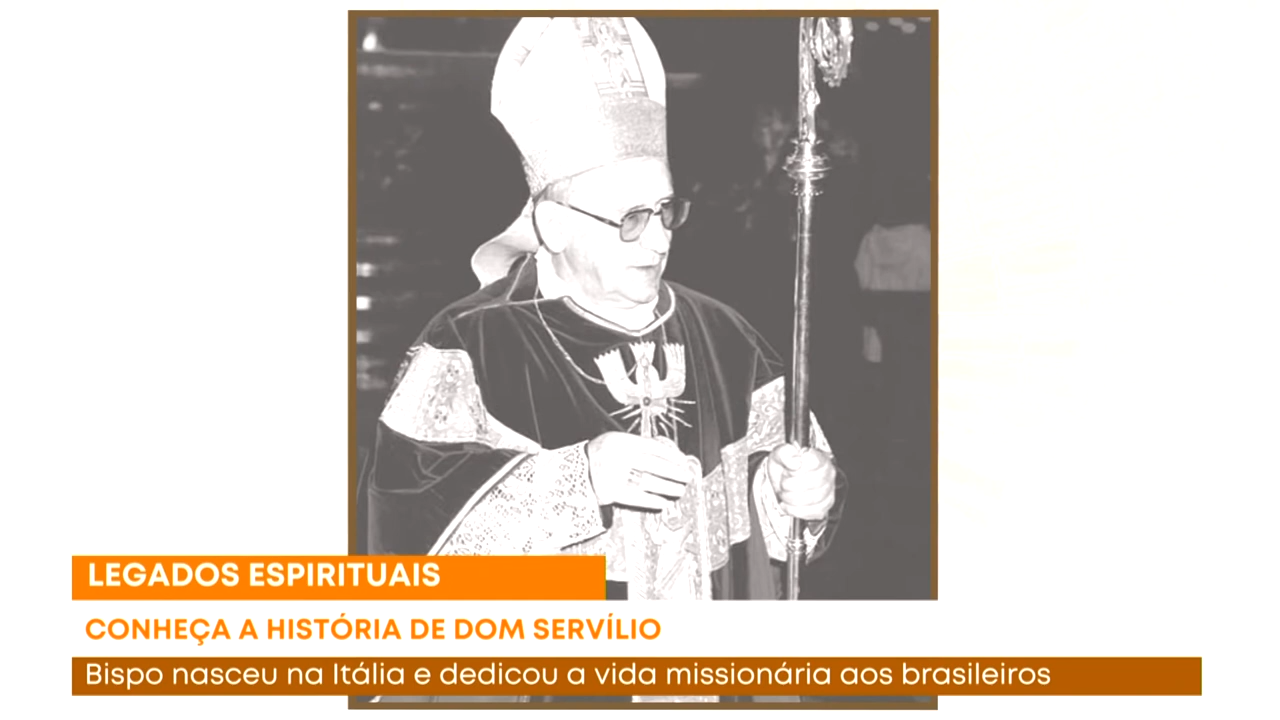 LEGADOS ESPIRITUAIS
CONHEÇA A HISTÓRIA DE DOM SERVÍLIO
Bispo nasceu na Itália e dedicou a vida missionária aos brasileiros